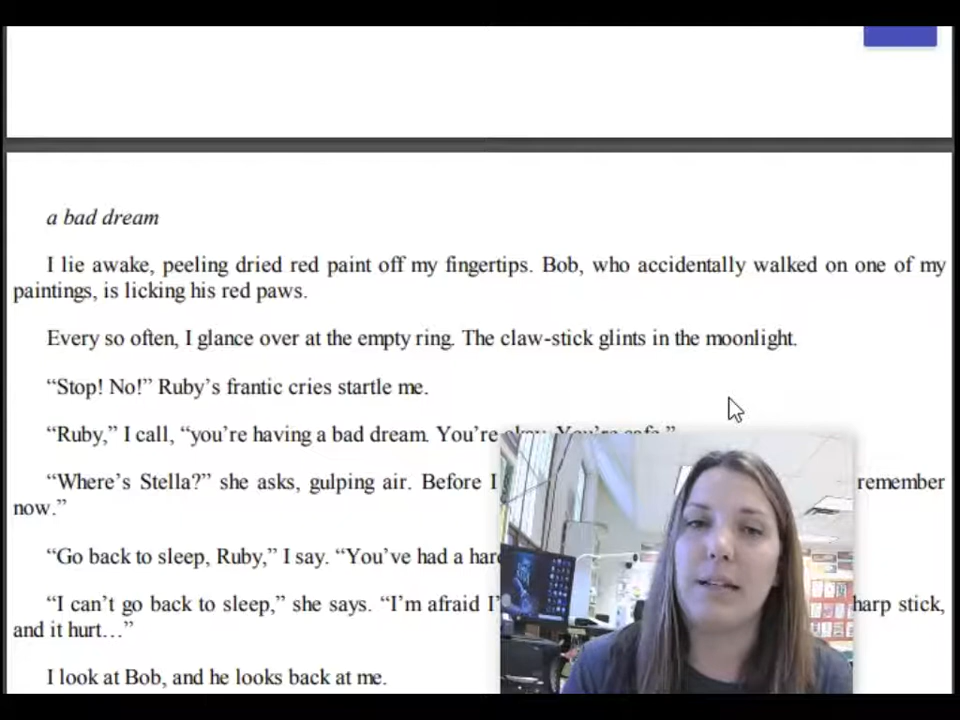 a bad dream
I lie awake, peeling dried red paint off my fingertips. Bob, who accidentally walked on one of my
paintings, is licking his red paws.
Every so often, I glance over at the empty ring. The claw-stick glints in the moonlight.
“Stop! No!” Ruby’s frantic cries startle me.
“Ruby,” I call, “you’re having a bad dream. You’re okay. You’re safe.”
“Where’s Stella?” she asks, gulping air. Before I remember
now.”
“Go back to sleep, Ruby,” I say. “You’ve had a
“I can’t go back to sleep,” she says. “I’m afraid stick,
and it hurt…”
I look at Bob, and he looks back at me.